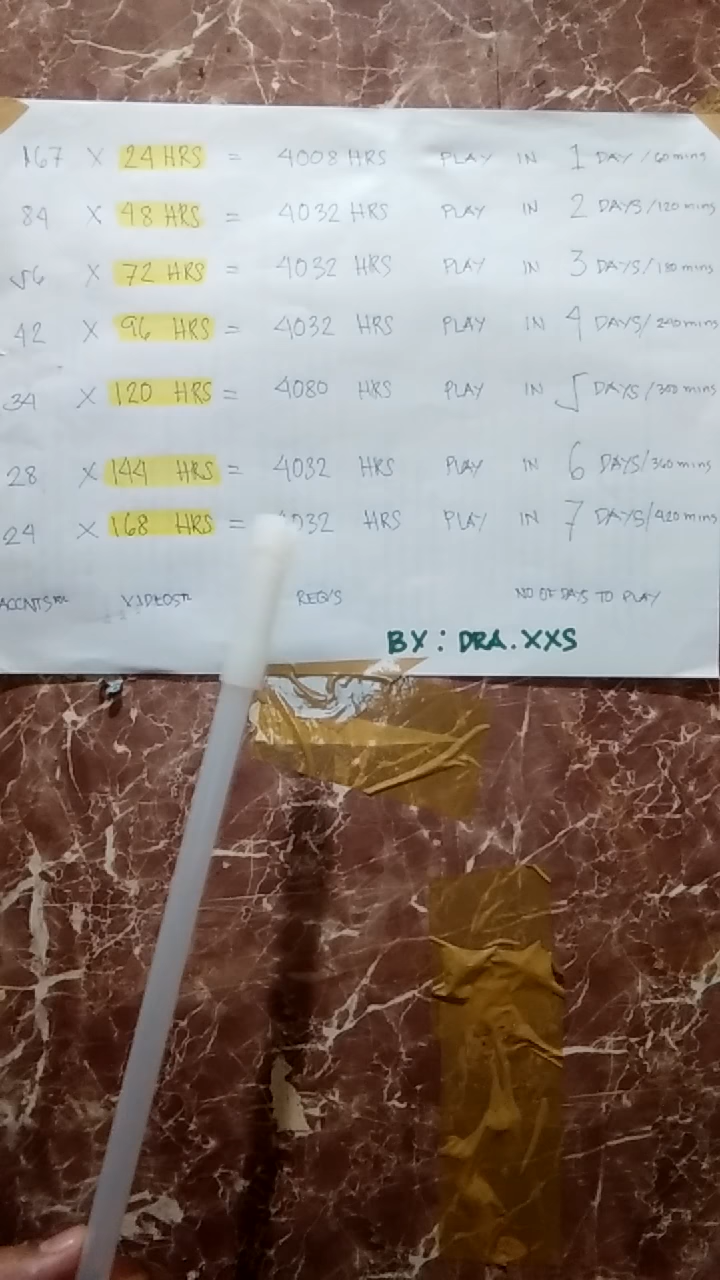 167 X 24 HRS = 4008 HRS PLAY IN 1 DAY / 60 mins
84 X 48 HRS = 4032 HRS PLAY IN 2 DAYS / 120 mins
56 X 72 HRS = 4032 HRS PLAY IN 3 DAYS / 180 mins
42 X 96 HRS = 4032 HRS PLAY IN 4 DAYS / 240 mins
34 X 120 HRS = 4080 HRS PLAY IN 5 DAYS / 300 mins
28 X 144 HRS = 4032 HRS PLAY IN 6 DAYS / 360 mins
24 X 168 HRS = 4032 HRS PLAY IN 7 DAYS / 420 mins
REQ'S NO OF DAYS TO PLAY
BX : DRA. XXS